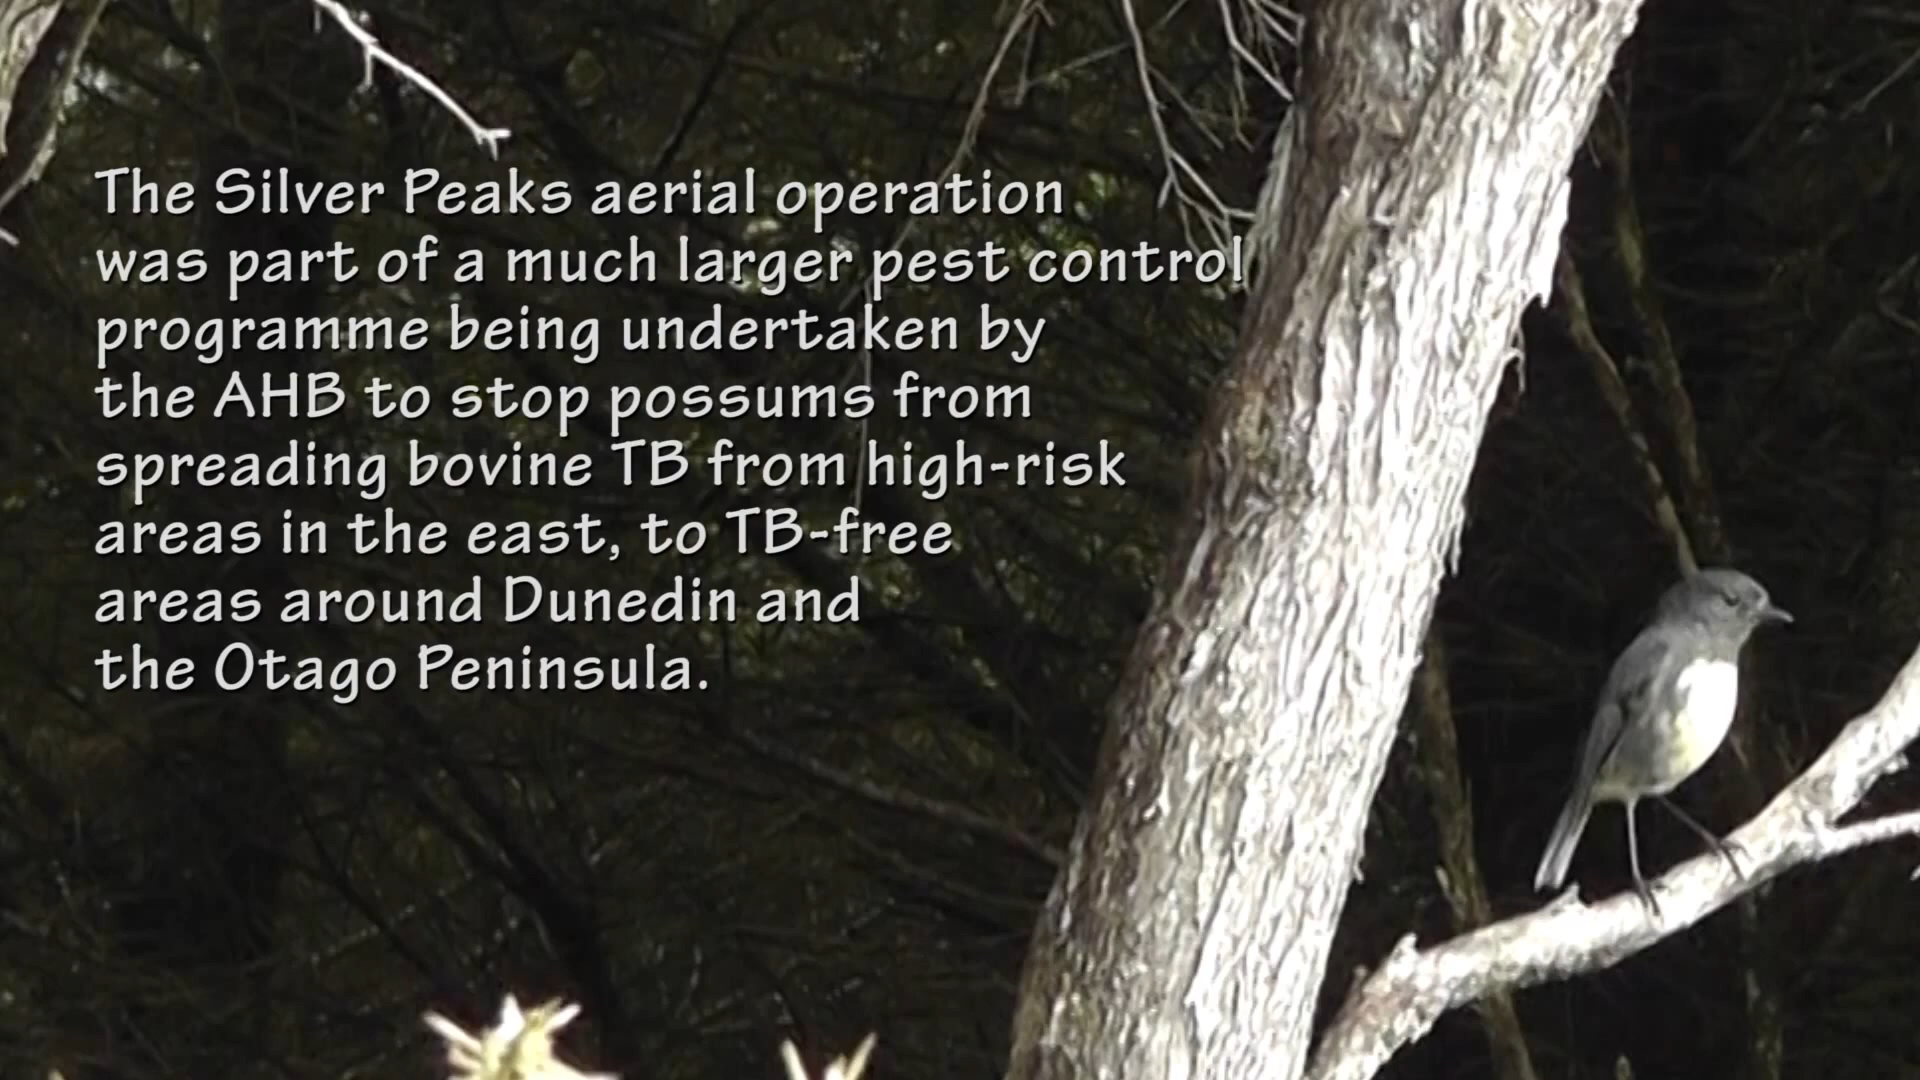 The Silver Peaks aerial operation
was part of a much larger pest control
programme being undertaken by
the AHB to stop possums from
spreading bovine TB from high-risk
areas in the east, to TB-free
areas around Dunedin and
the Otago Peninsula.